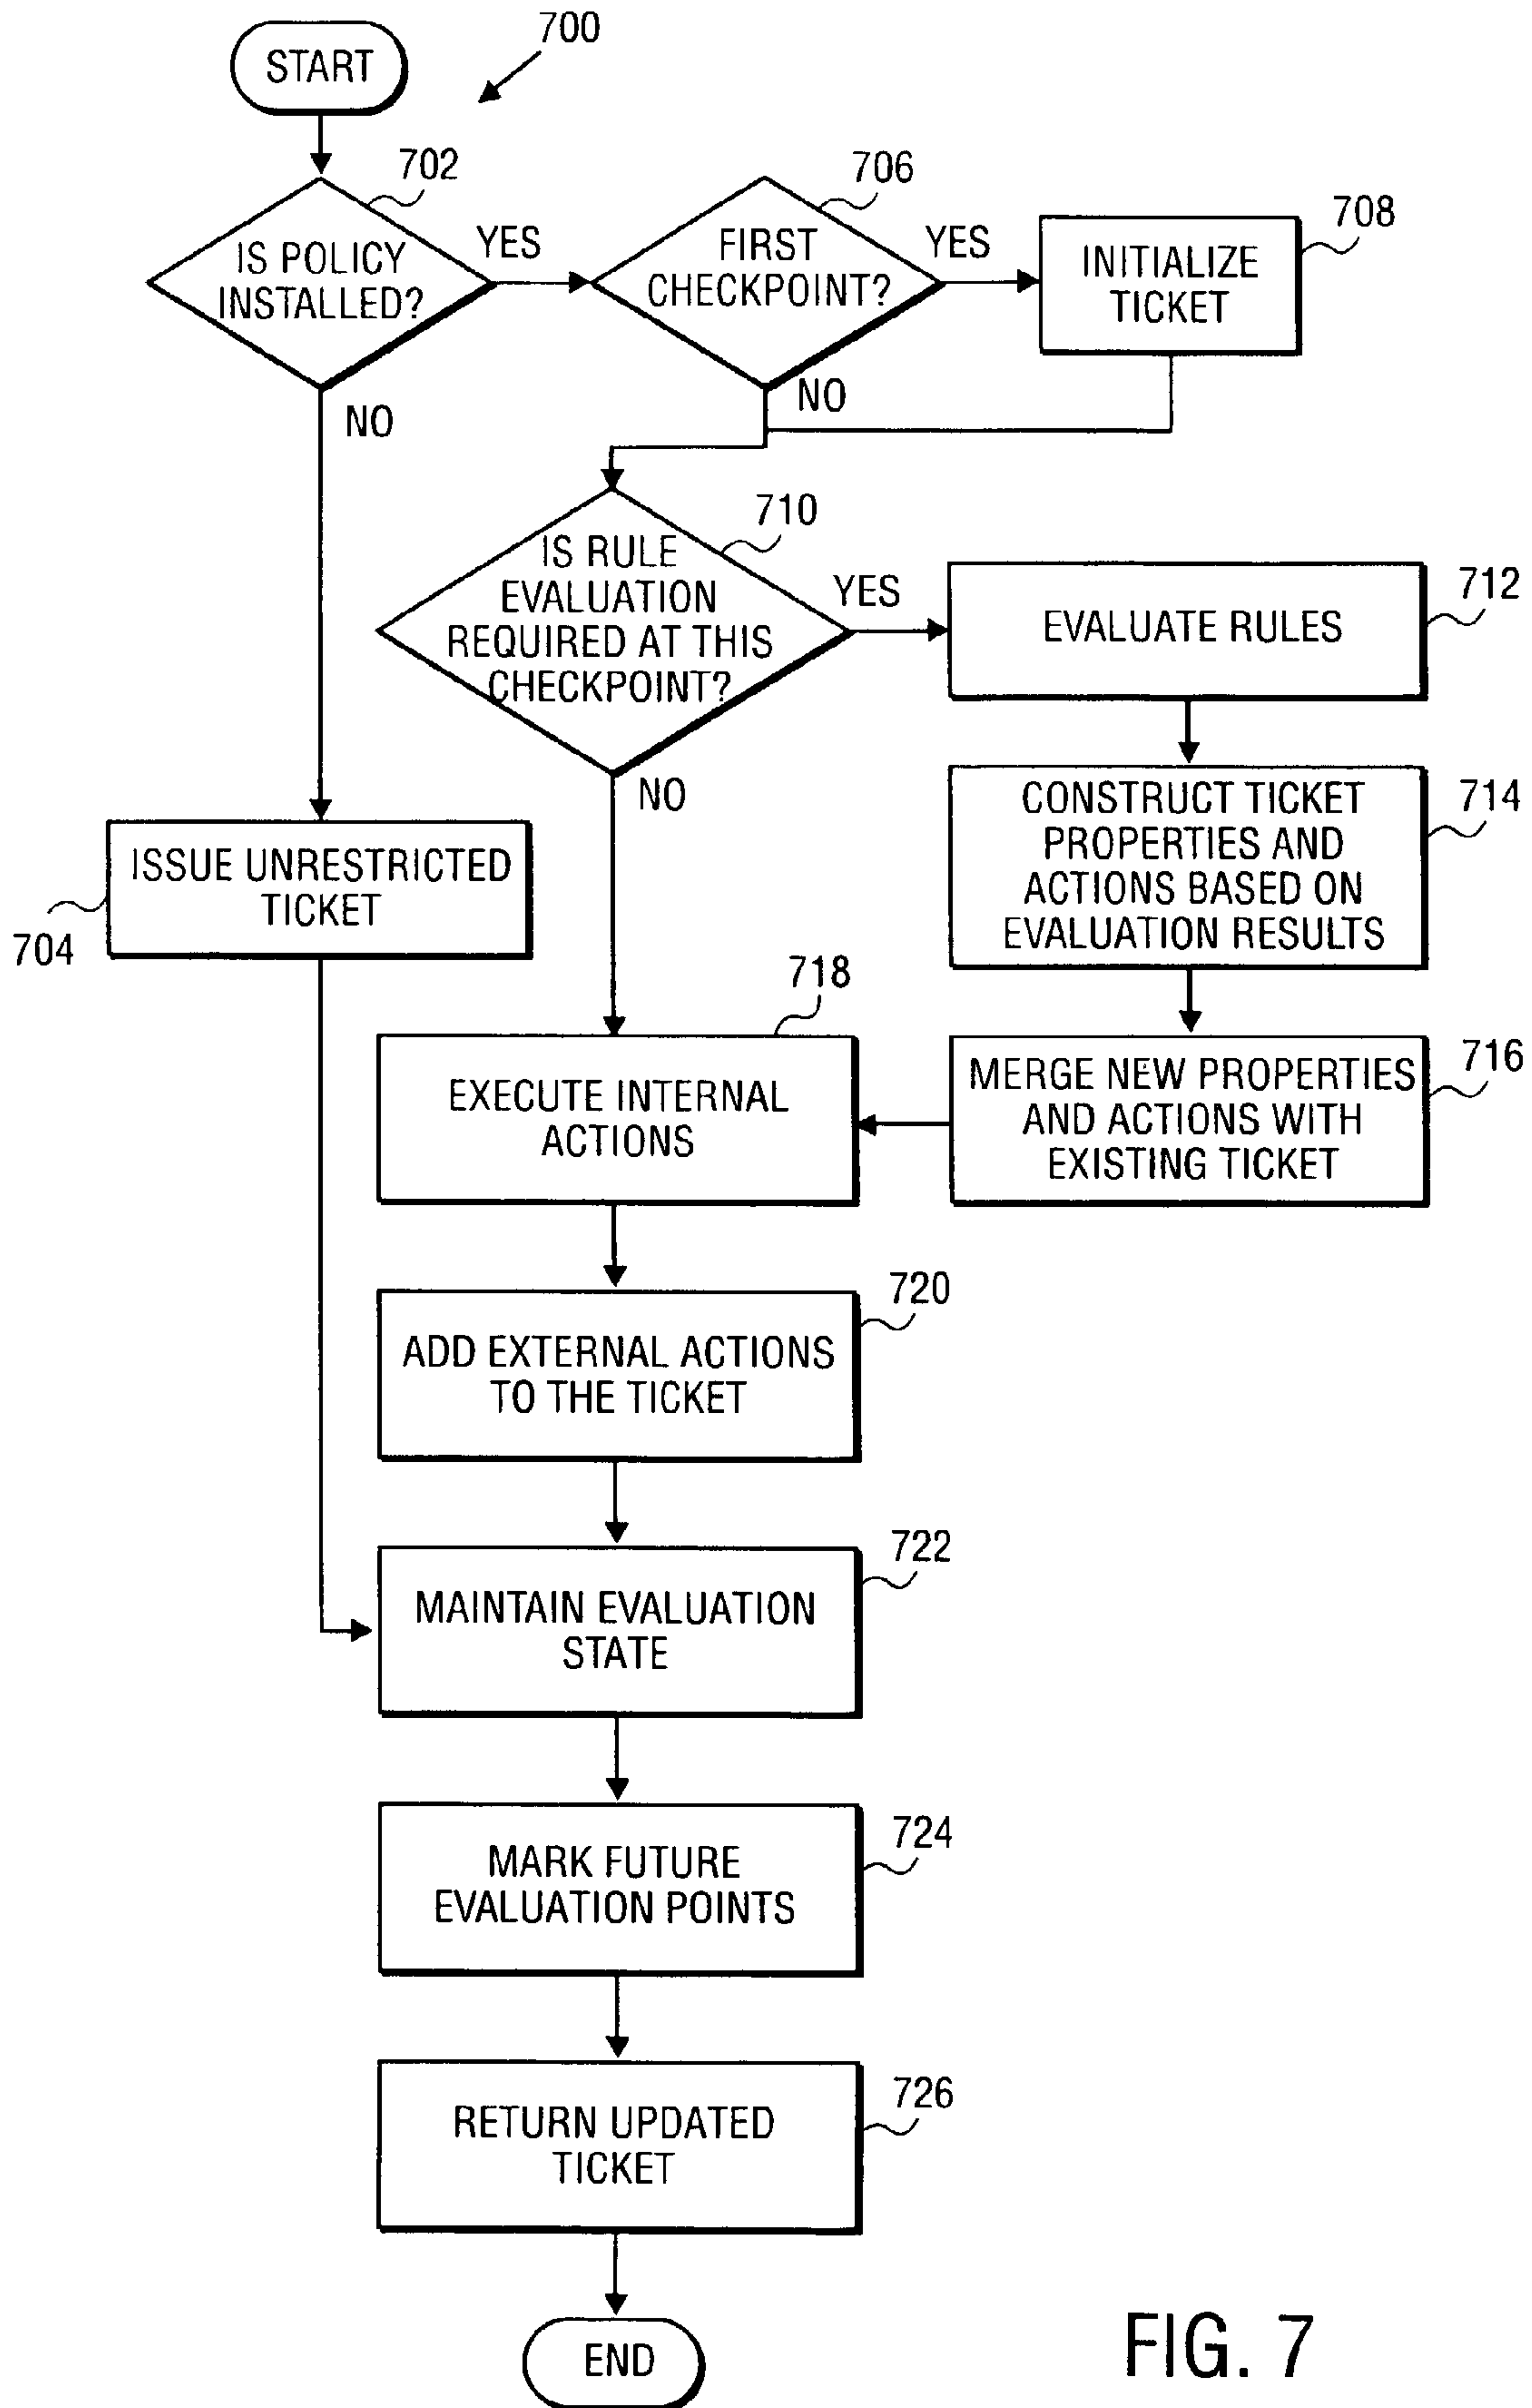 700
START
702
IS POLICY
INSTALLED?
YES
NO
706
FIRST
CHECKPOINT?
YES
NO
708
INITIALIZE
TICKET
710
IS RULE
EVALUATION
REQUIRED AT THIS
CHECKPOINT?
YES
NO
712
EVALUATE RULES
714
CONSTRUCT TICKET
PROPERTIES AND
ACTIONS BASED ON
EVALUATION RESULTS
ISSUE UNRESTRICTED
TICKET
704
716
MERGE NEW PROPERTIES
AND ACTIONS WITH
EXISTING TICKET
718
EXECUTE INTERNAL
ACTIONS
720
ADD EXTERNAL ACTIONS
TO THE TICKET
722
MAINTAIN EVALUATION
STATE
724
MARK FUTURE
EVALUATION POINTS
726
RETURN UPDATED
TICKET
END
FIG. 7